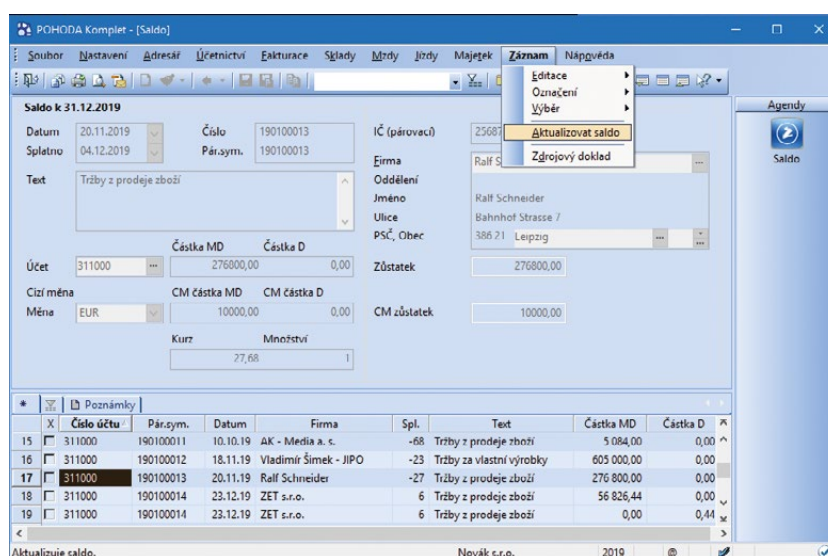 POHODA Komplet - [Saldo]
Soubor Nastavení Adresář Účetnictví Fakturace Sklady Mzdy Jízdy Majetek Záznam Nápověda
Editace
Označení
Výběr
Aktualizovat saldo
Zdrojový doklad
Agendy
Saldo
Saldo k 31.12.2019
Datum 20.11.2019 Číslo 190100013 IČ (párovací)
Splatno 04.12.2019 Pár.sym. 190100013
Firma
Text Tržby z prodeje zboží Oddělení
Jméno Ralf Schneider
Ulice Bahnhof Strasse 7
PSČ, Obec 386 21 Leipzig
Částka MD Částka D
Účet 311000 276800,00 0,00 Zůstatek 276800,00
Cizí měna CM částka MD CM částka D
Měna EUR 10000,00 0,00 CM zůstatek 10000,00
Kurz Množství
27,68 1
* Poznámky
X Číslo účtu Pár.sym. Datum Firma Spl. Text Částka MD Částka D
15 311000 190100011 10.10.19 AK - Media a. s. -68 Tržby z prodeje zboží 5 084,00 0,00
16 311000 190100012 18.11.19 Vladimír Šimek - JIPO -23 Tržby za vlastní výrobky 605 000,00 0,00
17 311000 190100013 20.11.19 Ralf Schneider -27 Tržby z prodeje zboží 276 800,00 0,00
18 311000 190100014 23.12.19 ZET s.r.o. 6 Tržby z prodeje zboží 56 826,44 0,00
19 311000 190100014 23.12.19 ZET s.r.o. 6 Tržby z prodeje zboží 0,00 0,44
Aktualizuje saldo. Novák s.r.o. 2019 @